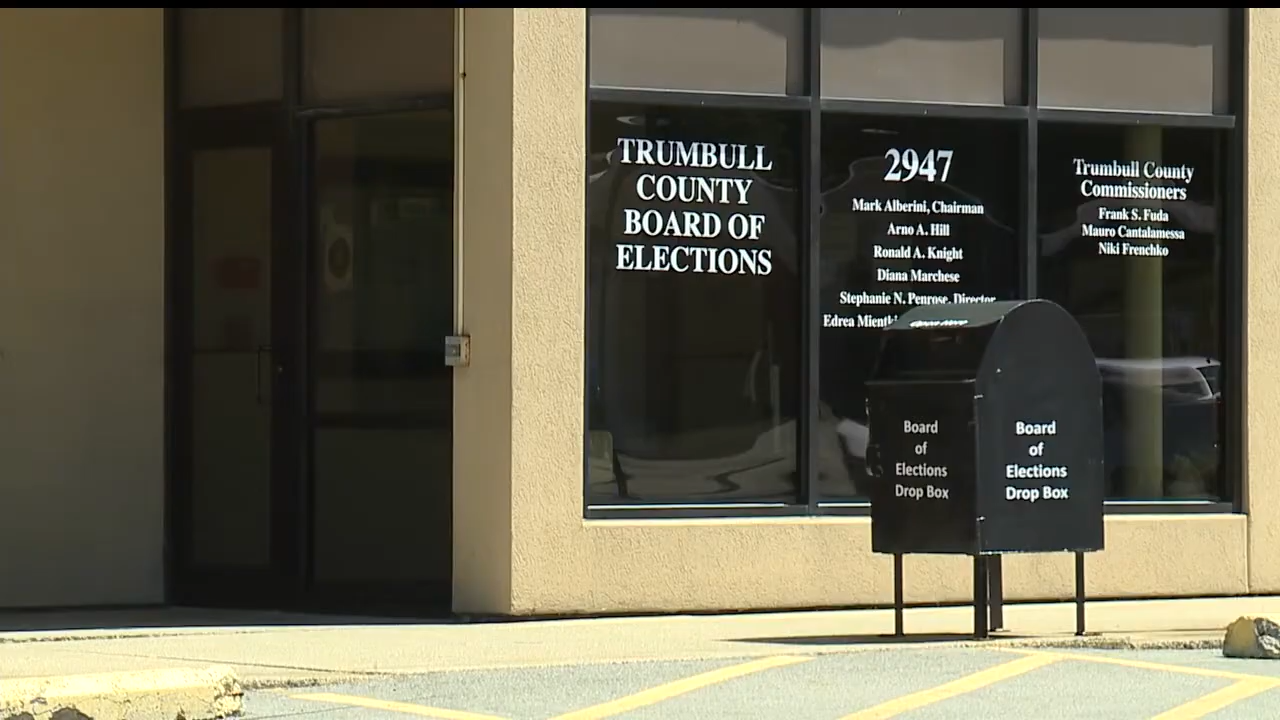 TRUMBULL
COUNTY
BOARD OF
ELECTIONS
2947
Mark Alberini, Chairman
Arno A. Hill
Ronald A. Knight
Diana Marchese
Stephanie N. Penrose, Director
Edrea
Trumbull County
Commissioners
Frank S. Fuda
Mauro Cantalamessa
Niki Frenchko
Board
of
Elections
Drop Box
Board
of
Elections
Drop Box